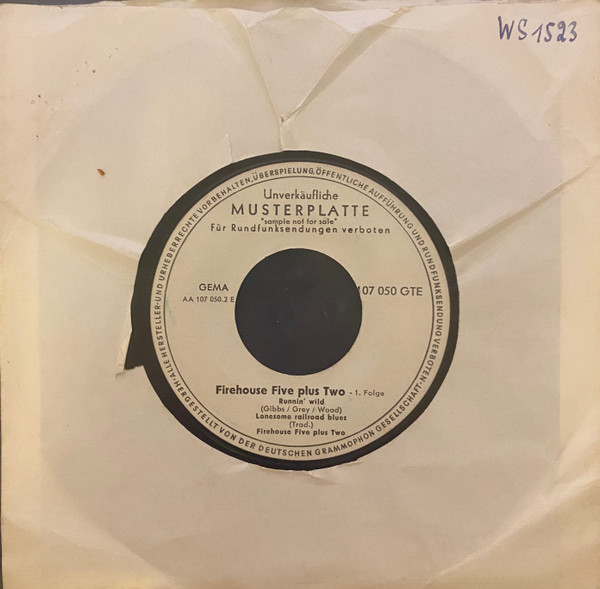 WS 1523
ALLE HERSTELLER- UND URHEBERRECHTE VORBEHALTEN, ÜBERSPIELUNG, ÖFFENTLICHE AUFFÜHRUNG UND RUNDFUNKSENDUNG VERBOTEN·
Unverkäufliche
MUSTERPLATTE
"sample not for sale"
Für Rundfunksendungen verboten
GEMA
AA 107 050.2 E
107 050 GTE
Firehouse Five plus Two - 1. Folge
Runnin' wild
(Gibbs / Grey / Wood)
Lonesome railroad blues
(Trad.)
Firehouse Five plus Two
HERGESTELLT VON DER DEUTSCHEN GRAMMOPHON GESELLSCHAFT·